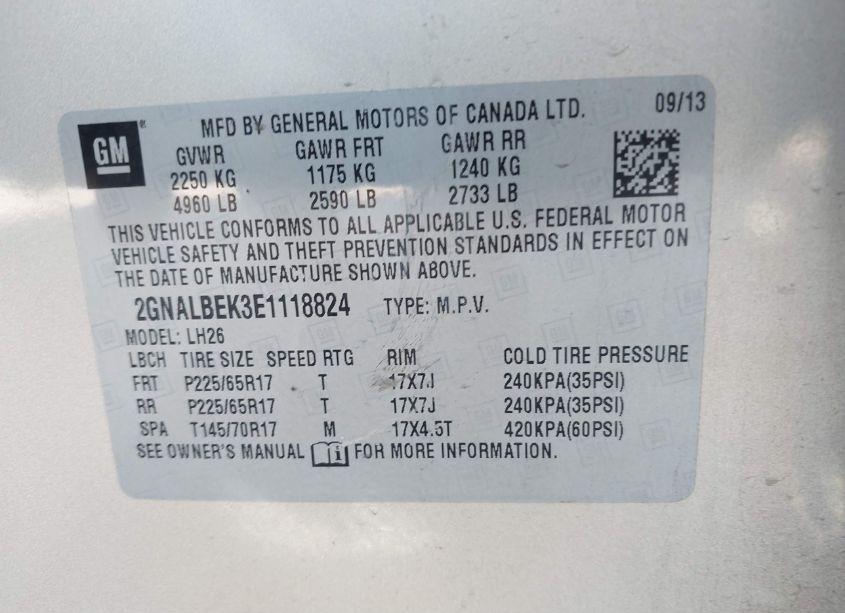 GM® MFD BY GENERAL MOTORS OF CANADA LTD. 09/13
GVWR GAWR FRT GAWR RR
2250 KG 1175 KG 1240 KG
4960 LB 2590 LB 2733 LB
THIS VEHICLE CONFORMS TO ALL APPLICABLE U.S. FEDERAL MOTOR
VEHICLE SAFETY AND THEFT PREVENTION STANDARDS IN EFFECT ON
THE DATE OF MANUFACTURE SHOWN ABOVE.
2GNALBEK3E1118824 TYPE: M.P.V.
MODEL: LH26
LBCH TIRE SIZE SPEED RTG RIM COLD TIRE PRESSURE
FRT P225/65R17 T 17X7J 240KPA(35PSI)
RR P225/65R17 T 17X7J 240KPA(35PSI)
SPA T145/70R17 M 17X4.5T 420KPA(60PSI)
SEE OWNER'S MANUAL i FOR MORE INFORMATION.